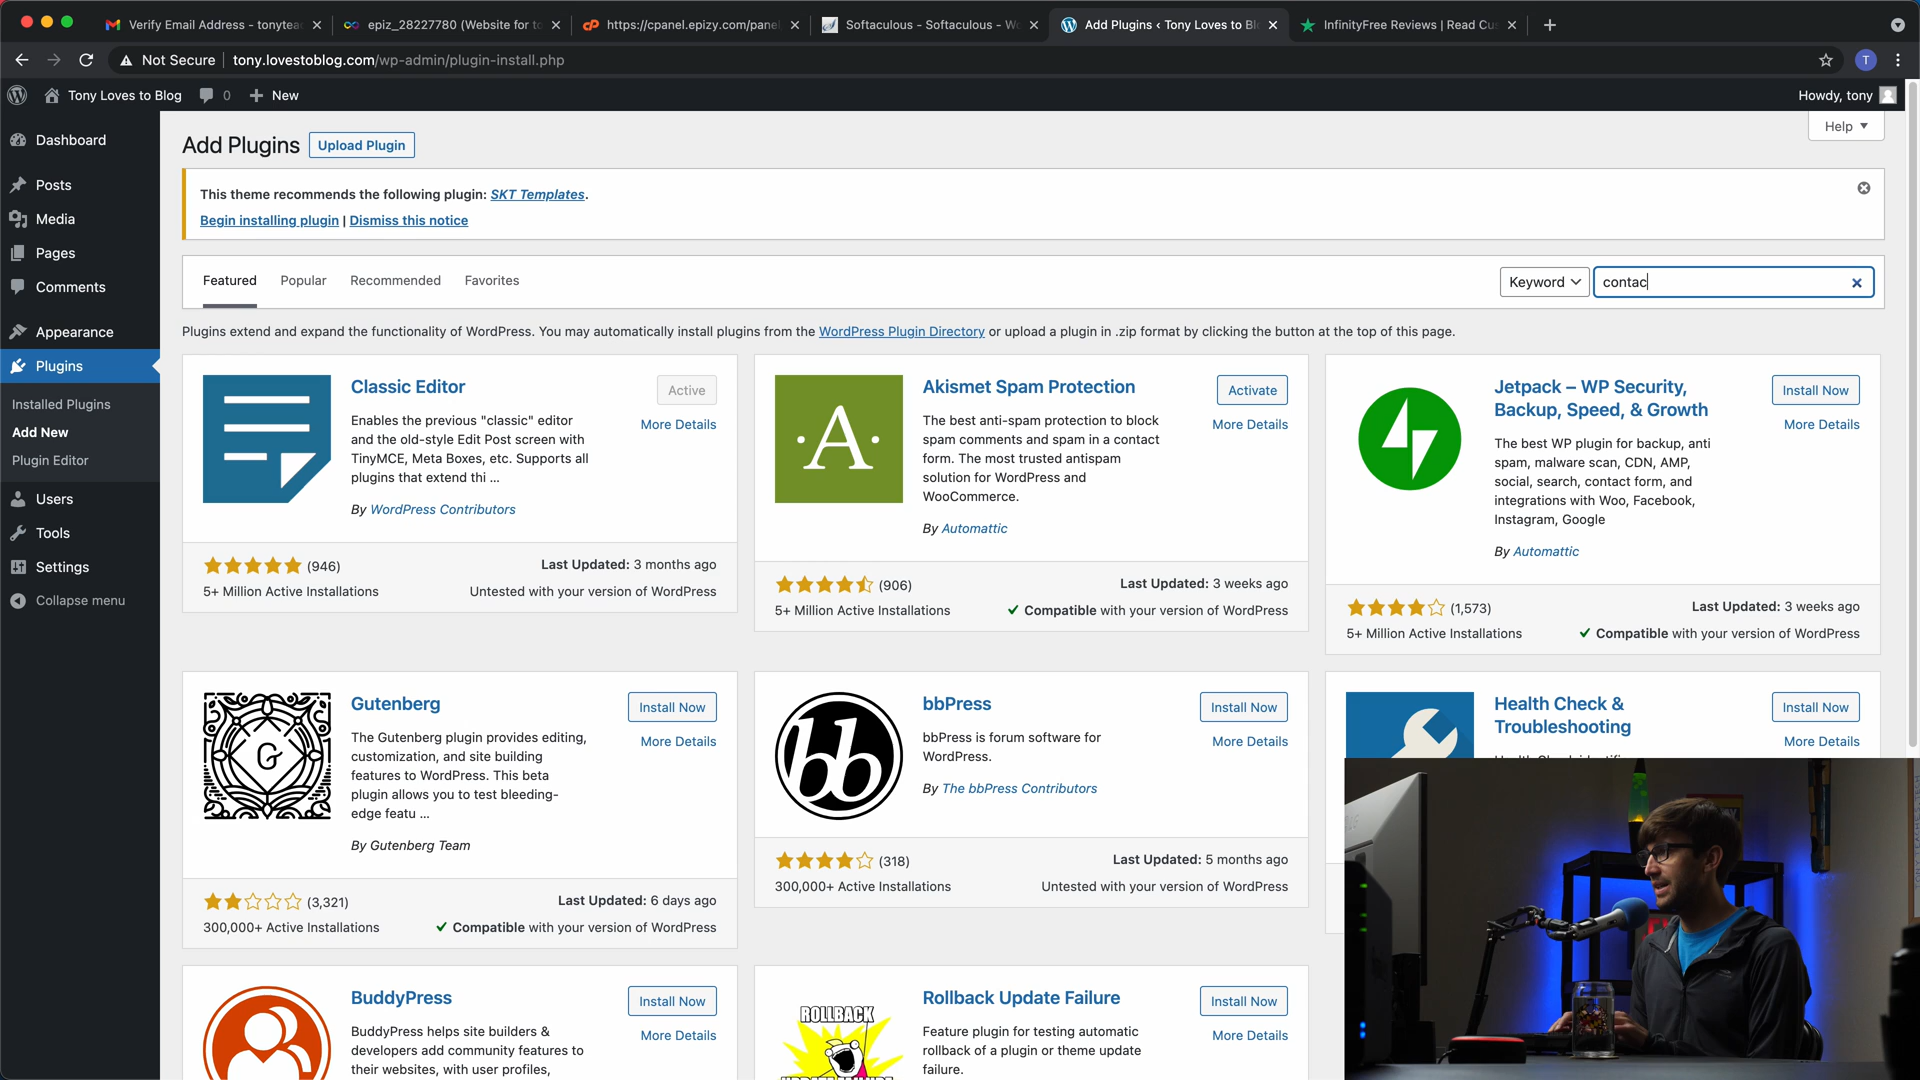 Verify Email Address - tonyteac
epiz_28227780 (Website for to
https://cpanel.epizy.com/pane
Softaculous - Softaculous - Wo
Add Plugins ‹ Tony Loves to Bl
InfinityFree Reviews | Read Cus
Not Secure
tony.lovestoblog.com/wp-admin/plugin-install.php
T
Tony Loves to Blog
0
New
Howdy, tony
Dashboard
Posts
Media
Pages
Comments
Appearance
Plugins
Installed Plugins
Add New
Plugin Editor
Users
Tools
Settings
Collapse menu
Add Plugins
Upload Plugin
Help
This theme recommends the following plugin: SKT Templates.
Begin installing plugin | Dismiss this notice
Featured
Popular
Recommended
Favorites
Keyword
contac
Plugins extend and expand the functionality of WordPress. You may automatically install plugins from the WordPress Plugin Directory or upload a plugin in .zip format by clicking the button at the top of this page.
Classic Editor
Active
More Details
Enables the previous "classic" editor
and the old-style Edit Post screen with
TinyMCE, Meta Boxes, etc. Supports all
plugins that extend thi ...
By WordPress Contributors
(946)
Last Updated: 3 months ago
5+ Million Active Installations
Untested with your version of WordPress
·A·
Akismet Spam Protection
Activate
More Details
The best anti-spam protection to block
spam comments and spam in a contact
form. The most trusted antispam
solution for WordPress and
WooCommerce.
By Automattic
(906)
Last Updated: 3 weeks ago
5+ Million Active Installations
Compatible with your version of WordPress
Jetpack – WP Security,
Backup, Speed, & Growth
Install Now
More Details
The best WP plugin for backup, anti
spam, malware scan, CDN, AMP,
social, search, contact form, and
integrations with Woo, Facebook,
Instagram, Google
By Automattic
(1,573)
Last Updated: 3 weeks ago
5+ Million Active Installations
Compatible with your version of WordPress
G
Gutenberg
Install Now
More Details
The Gutenberg plugin provides editing,
customization, and site building
features to WordPress. This beta
plugin allows you to test bleeding-
edge featu ...
By Gutenberg Team
(3,321)
Last Updated: 6 days ago
300,000+ Active Installations
Compatible with your version of WordPress
bb
bbPress
Install Now
More Details
bbPress is forum software for
WordPress.
By The bbPress Contributors
(318)
Last Updated: 5 months ago
300,000+ Active Installations
Untested with your version of WordPress
Health Check &
Troubleshooting
Install Now
More Details
BuddyPress
Install Now
More Details
BuddyPress helps site builders &
developers add community features to
their websites, with user profiles,
ROLLBACK
Rollback Update Failure
Install Now
More Details
Feature plugin for testing automatic
rollback of a plugin or theme update
failure.